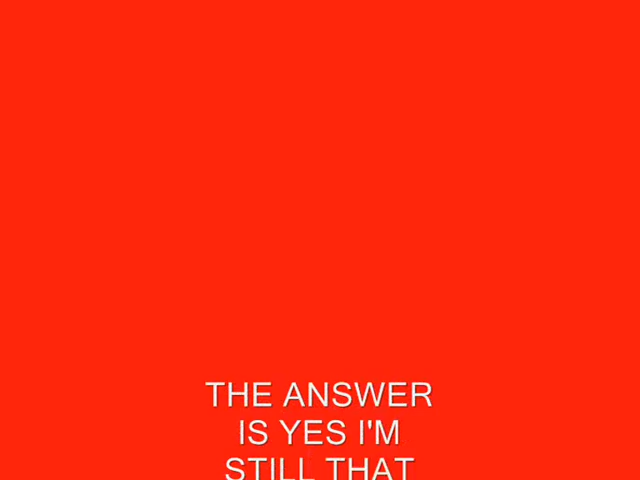 THE ANSWER
IS YES I'M
STILL THAT